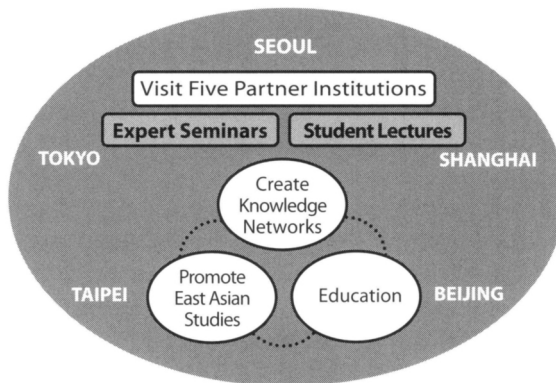 SEOUL
Visit Five Partner Institutions
Expert Seminars
Student Lectures
TOKYO
SHANGHAI
Create
Knowledge
Networks
TAIPEI
Promote
East Asian
Studies
Education
BEIJING